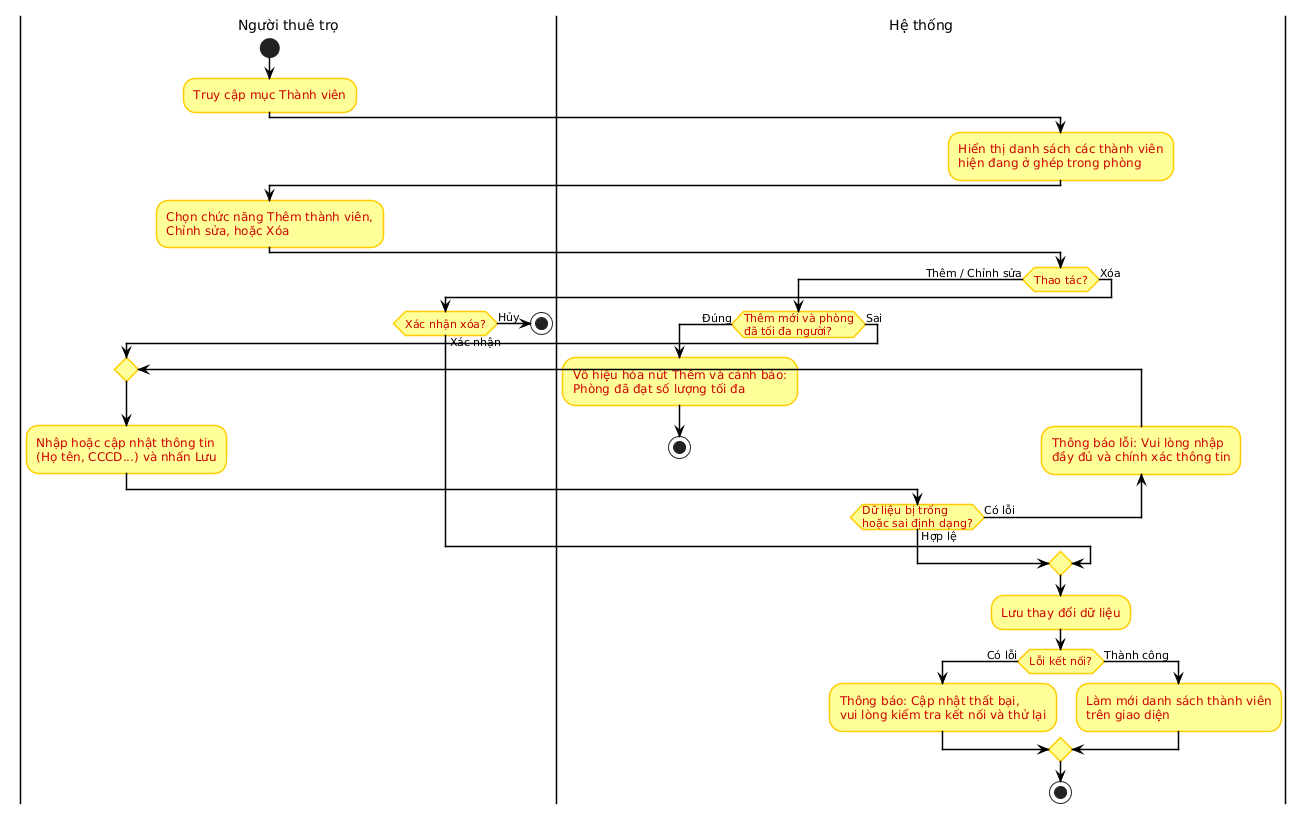 Người thuê trọ
Hệ thống
Truy cập mục Thành viên
Hiển thị danh sách các thành viên
hiện đang ở ghép trong phòng
Chọn chức năng Thêm thành viên,
Chỉnh sửa, hoặc Xóa
Thao tác?
Thêm / Chỉnh sửa
Xóa
Xác nhận xóa?
Hủy
Xác nhận
Thêm mới và phòng
đã tối đa người?
Đúng
Sai
Vô hiệu hóa nút Thêm và cảnh báo:
Phòng đã đạt số lượng tối đa
Nhập hoặc cập nhật thông tin
(Họ tên, CCCD...) và nhấn Lưu
Thông báo lỗi: Vui lòng nhập
đầy đủ và chính xác thông tin
Dữ liệu bị trống
hoặc sai định dạng?
Có lỗi
Hợp lệ
Lưu thay đổi dữ liệu
Lỗi kết nối?
Có lỗi
Thành công
Thông báo: Cập nhật thất bại,
vui lòng kiểm tra kết nối và thử lại
Làm mới danh sách thành viên
trên giao diện